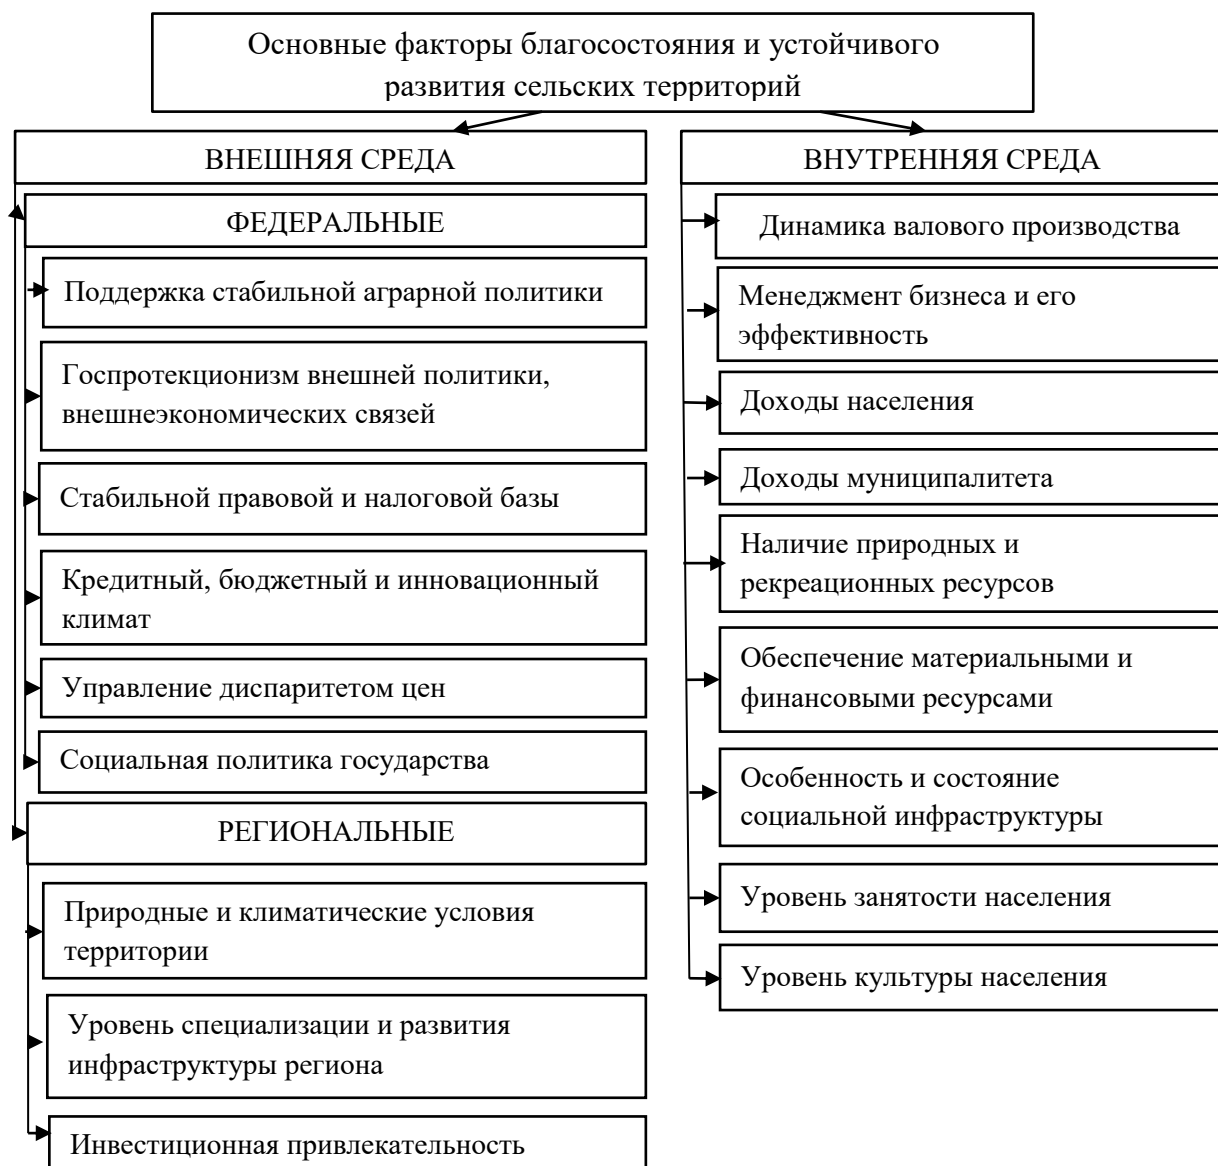 Основные факторы благосостояния и устойчивого
развития сельских территорий
ВНЕШНЯЯ СРЕДА
ФЕДЕРАЛЬНЫЕ
Поддержка стабильной аграрной политики
Госпротекционизм внешней политики,
внешнеэкономических связей
Стабильной правовой и налоговой базы
Кредитный, бюджетный и инновационный
климат
Управление диспаритетом цен
Социальная политика государства
РЕГИОНАЛЬНЫЕ
Природные и климатические условия
территории
Уровень специализации и развития
инфраструктуры региона
Инвестиционная привлекательность
ВНУТРЕННЯЯ СРЕДА
Динамика валового производства
Менеджмент бизнеса и его
эффективность
Доходы населения
Доходы муниципалитета
Наличие природных и
рекреационных ресурсов
Обеспечение материальными и
финансовыми ресурсами
Особенность и состояние
социальной инфраструктуры
Уровень занятости населения
Уровень культуры населения